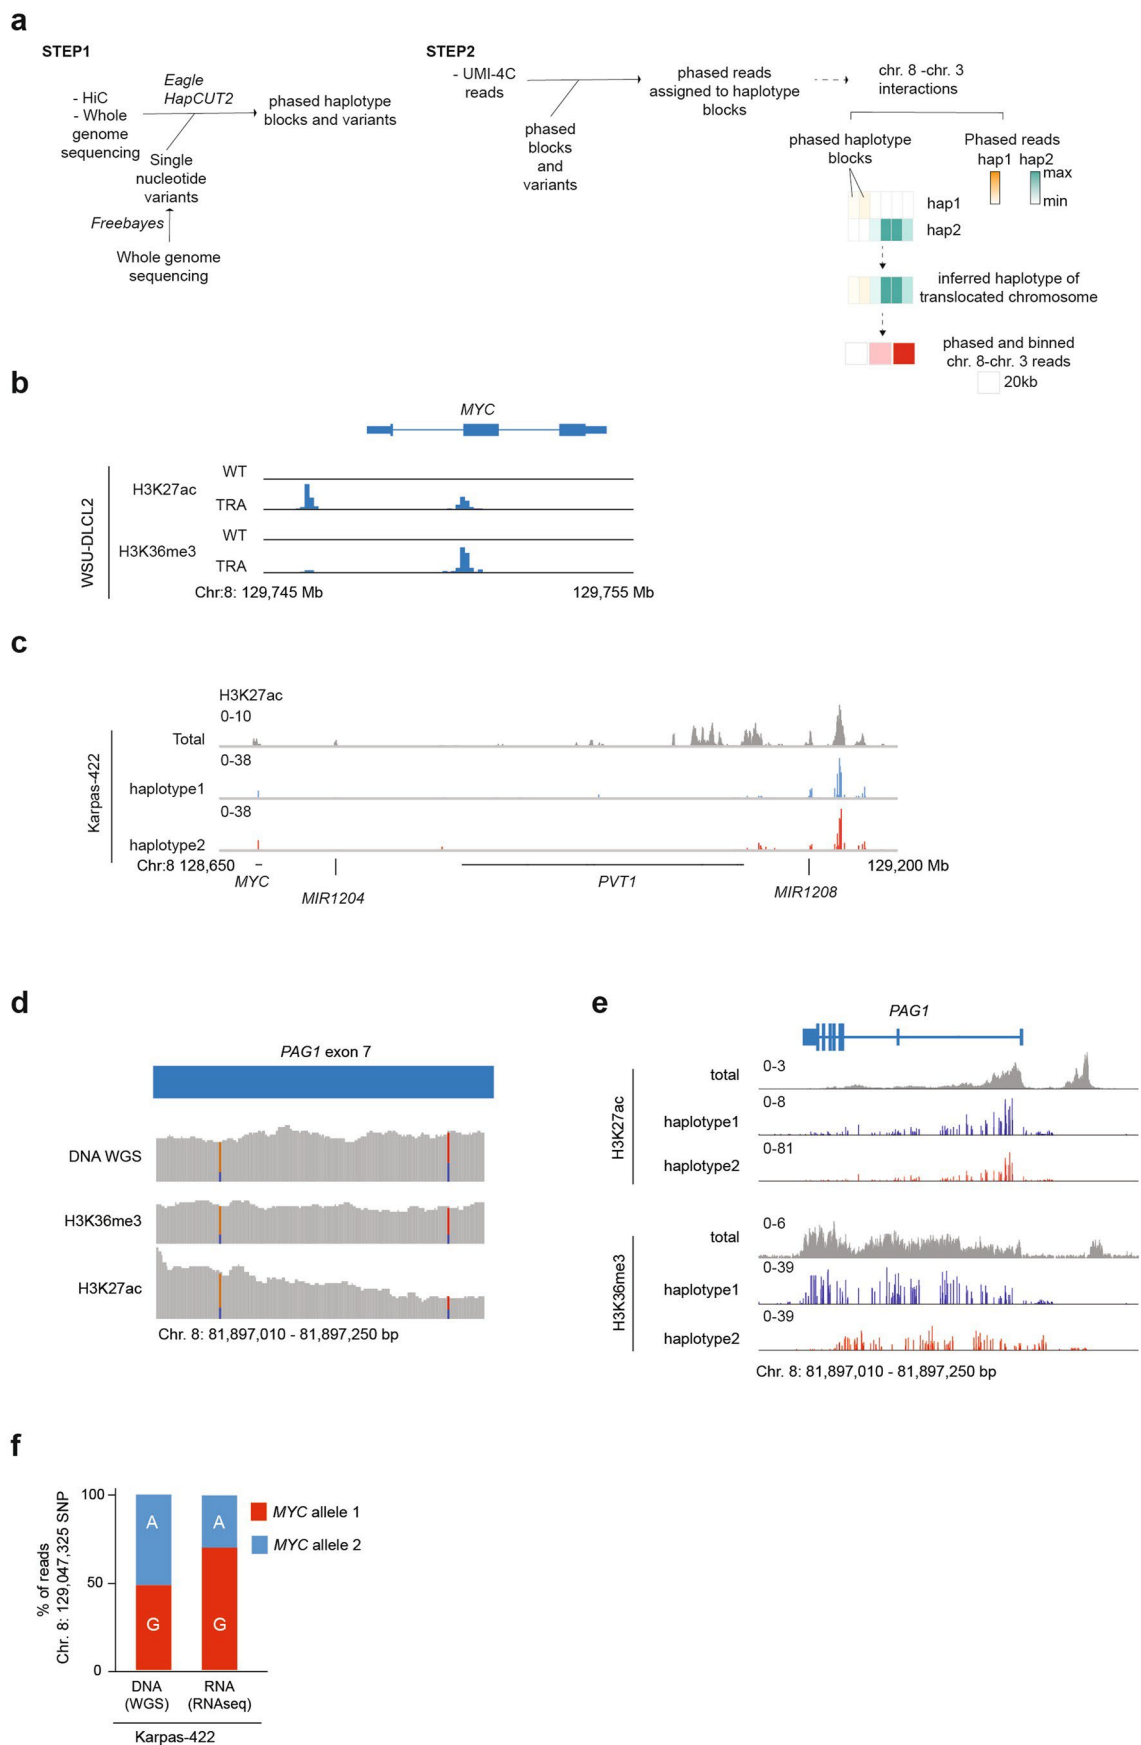 a
STEP1
- HiC
- Whole
genome
sequencing
Eagle
HapCUT2
phased haplotype
blocks and variants
Single
nucleotide
variants
Freebayes
Whole genome
sequencing
STEP2
- UMI-4C
reads
phased
blocks
and
variants
phased reads
assigned to haplotype
blocks
chr. 8 -chr. 3
interactions
phased haplotype
blocks
Phased reads
hap1 hap2
max
min
hap1
hap2
inferred haplotype of
translocated chromosome
phased and binned
chr. 8-chr. 3 reads
20kb
b
MYC
WSU-DLCL2
H3K27ac
WT
TRA
H3K36me3
WT
TRA
Chr:8: 129,745 Mb
129,755 Mb
c
Karpas-422
H3K27ac
0-10
Total
0-38
haplotype1
0-38
haplotype2
Chr:8 128,650
129,200 Mb
MYC
MIR1204
PVT1
MIR1208
d
PAG1 exon 7
DNA WGS
H3K36me3
H3K27ac
Chr. 8: 81,897,010 - 81,897,250 bp
e
PAG1
H3K27ac
total
0-3
haplotype1
0-8
haplotype2
0-81
H3K36me3
total
0-6
haplotype1
0-39
haplotype2
0-39
Chr. 8: 81,897,010 - 81,897,250 bp
f
% of reads
Chr. 8: 129,047,325 SNP
100
50
0
A
G
A
G
MYC allele 1
MYC allele 2
DNA
(WGS)
RNA
(RNAseq)
Karpas-422